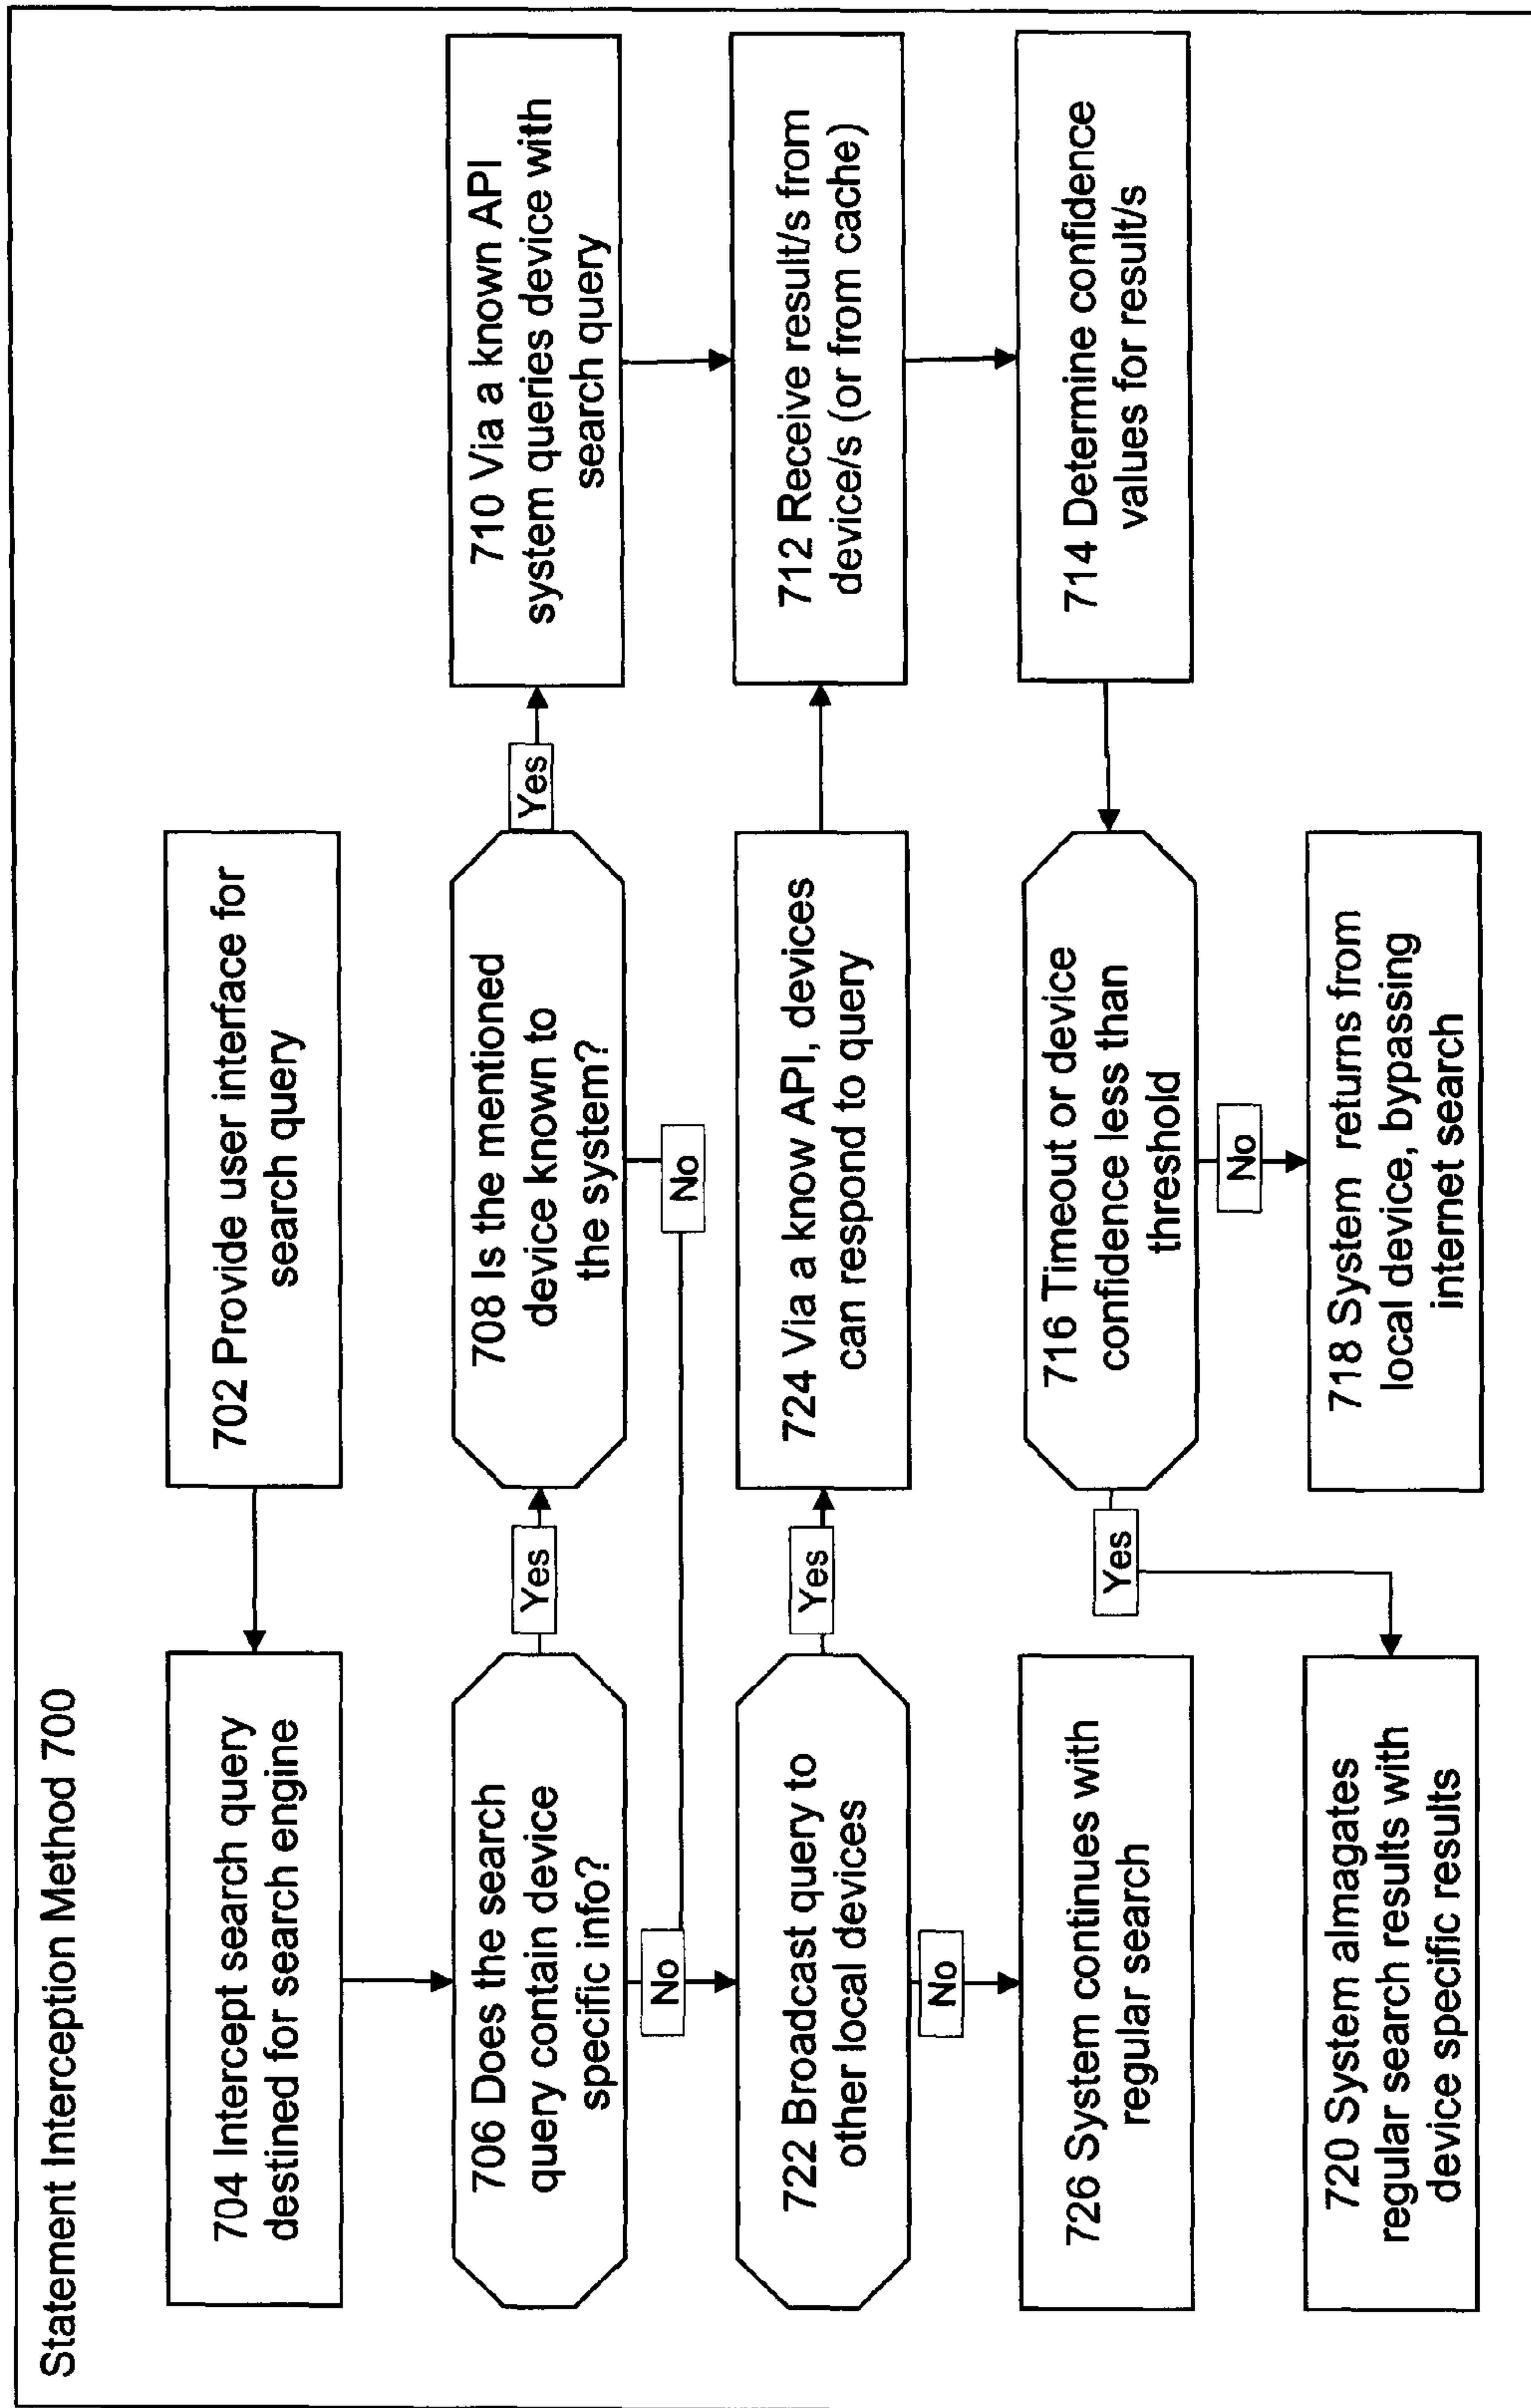 Statement Interception Method 700
702 Provide user interface for
search query
704 Intercept search query
destined for search engine
706 Does the search
query contain device
specific info?
Yes
No
708 Is the mentioned
device known to
the system?
Yes
No
710 Via a known API
system queries device with
search query
722 Broadcast query to
other local devices
Yes
No
724 Via a know API, devices
can respond to query
712 Receive result/s from
device/s (or from cache)
726 System continues with
regular search
716 Timeout or device
confidence less than
threshold
Yes
No
714 Determine confidence
values for result/s
720 System almagates
regular search results with
device specific results
718 System returns from
local device, bypassing
internet search